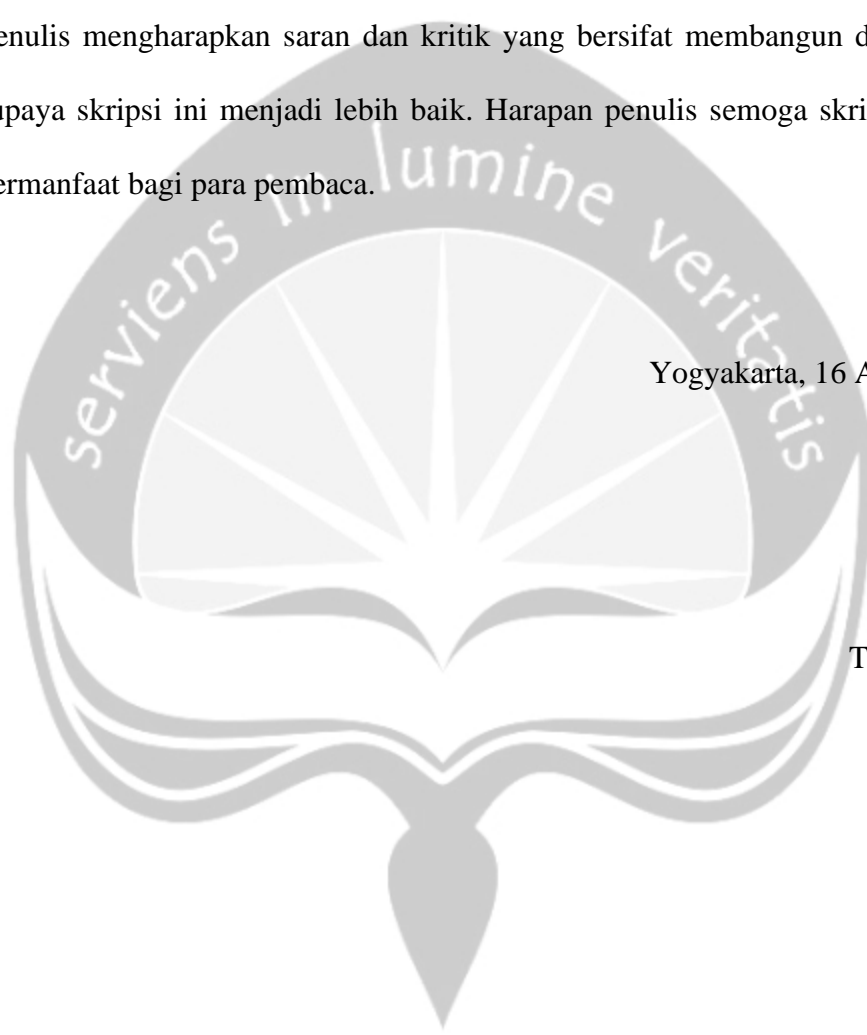 enulis mengharapkan saran dan kritik yang bersifat membangun d
upaya skripsi ini menjadi lebih baik. Harapan penulis semoga skri
ermanfaat bagi para pembaca.
serviens in lumine veritatis
Yogyakarta, 16 A
T